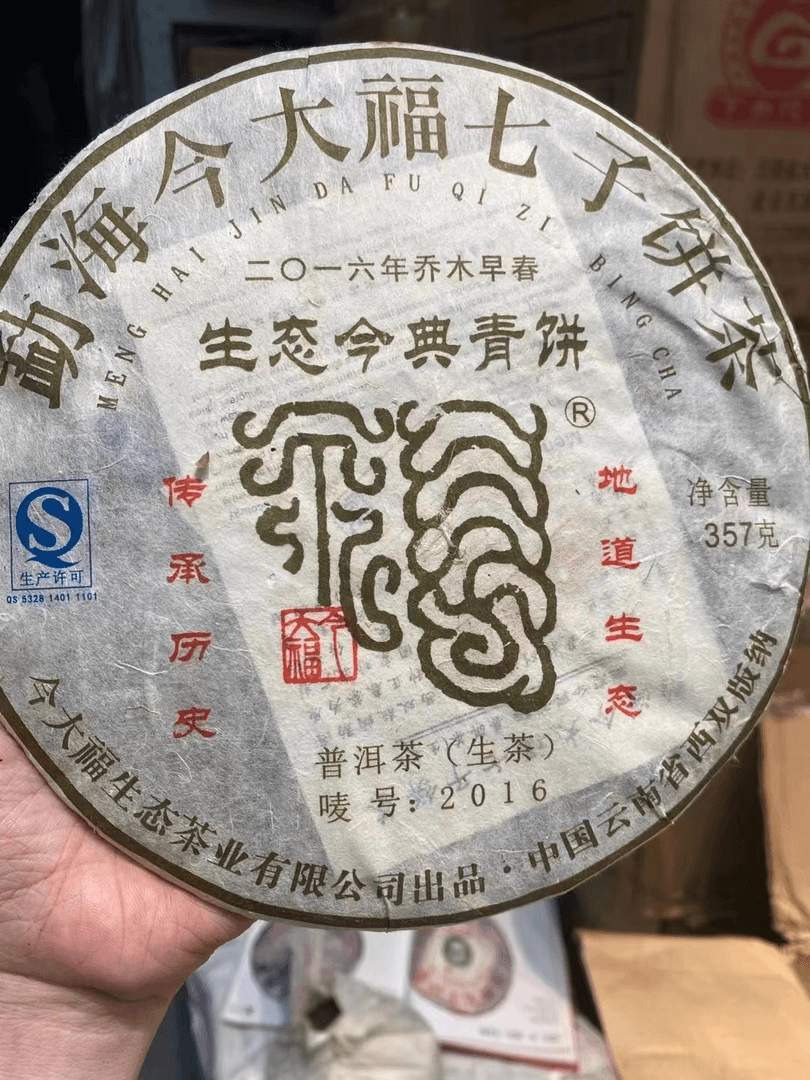 勐海今大福七子饼茶
MENG HAI JIN DA FU QI ZI BING CHA
二〇一六年乔木早春
生态今典青饼
®
传承历史
地道生态
净含量
357克
QS
生产许可
QS 5328 1401 1101
今大福
普洱茶（生茶）
唛 号：2016
今大福生态茶业有限公司出品·中国云南省西双版纳